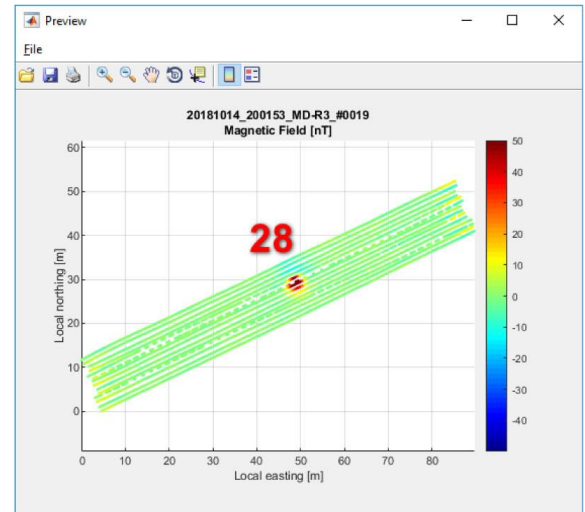 Preview
File
20181014_200153_MD-R3_#0019
Magnetic Field [nT]
60
50
40
30
20
10
0
Local northing [m]
28
0 10 20 30 40 50 60 70 80
Local easting [m]
50
40
30
20
10
0
-10
-20
-30
-40